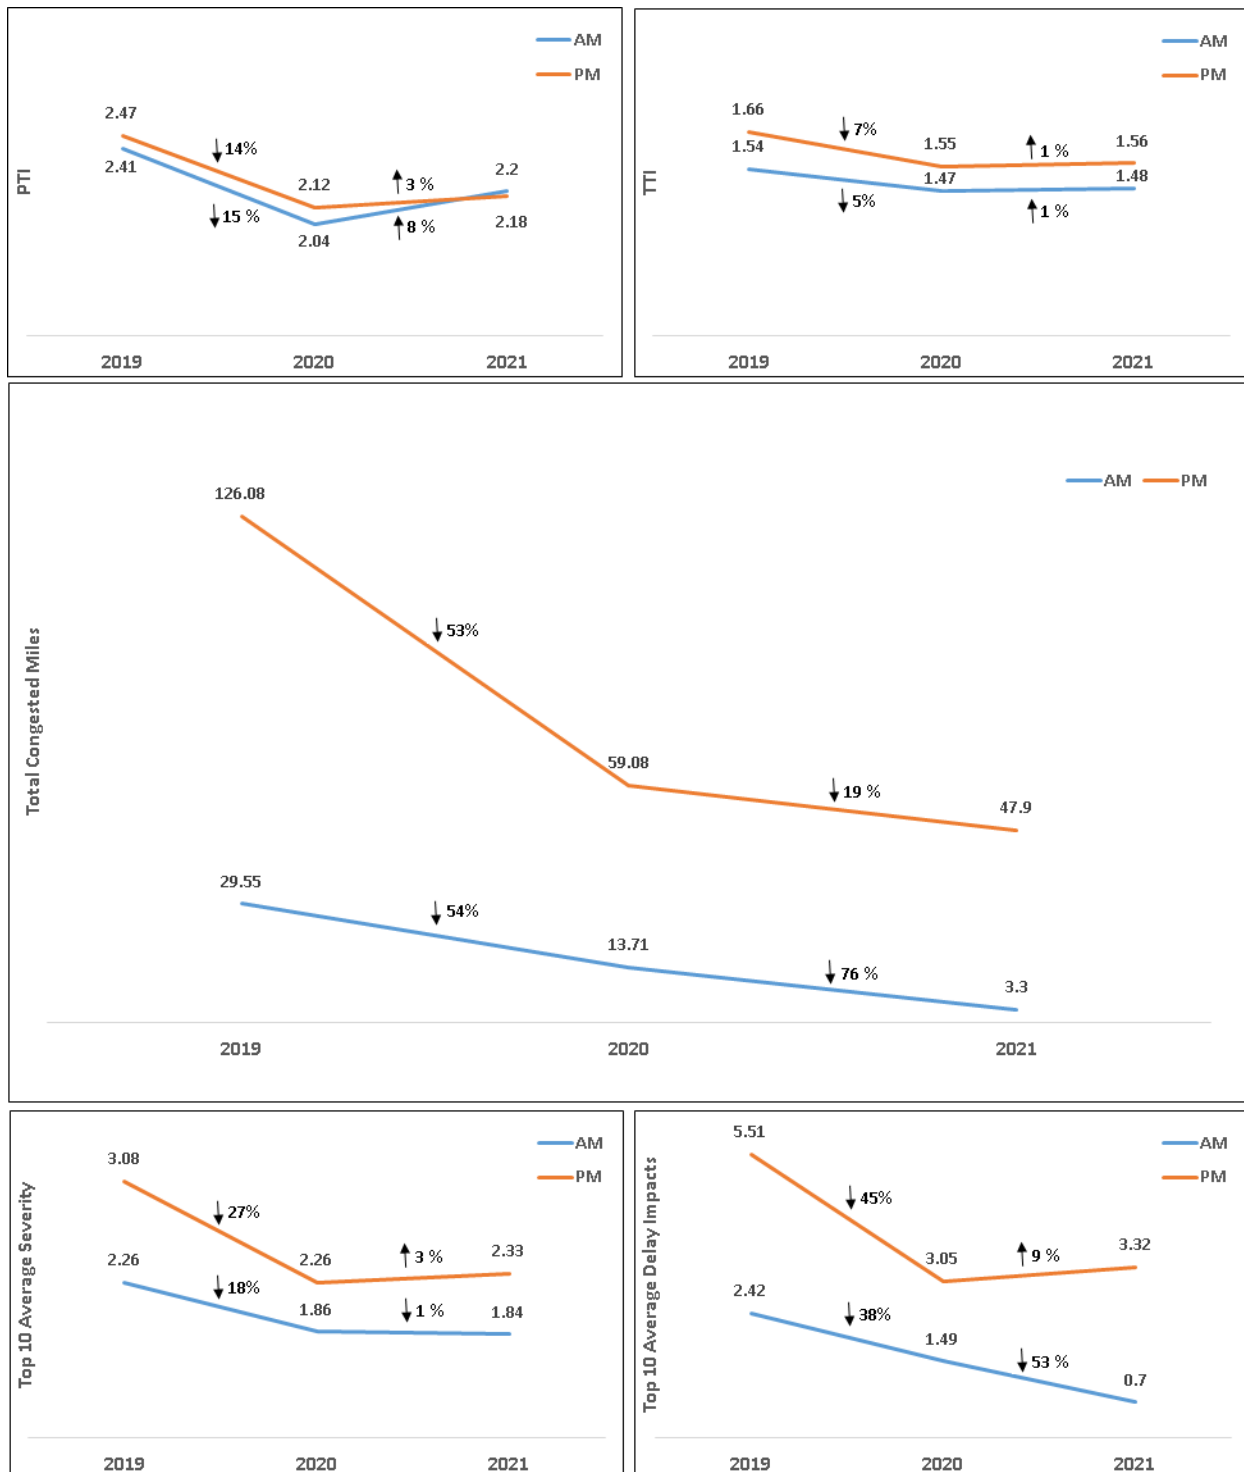 AM
PM
PTI
2.47
2.41
14%
15 %
2.12
2.04
3 %
8 %
2.2
2.18
2019 2020 2021
AM
PM
TTI
1.66
1.54
7%
5%
1.55
1.47
1 %
1 %
1.56
1.48
2019 2020 2021
AM PM
Total Congested Miles
126.08
53%
59.08
19 %
47.9
29.55
54%
13.71
76 %
3.3
2019 2020 2021
AM
PM
Top 10 Average Severity
3.08
27%
2.26
3 %
2.33
2.26
18%
1.86
1 %
1.84
2019 2020 2021
AM
PM
Top 10 Average Delay Impacts
5.51
45%
3.05
9 %
3.32
2.42
38%
1.49
53 %
0.7
2019 2020 2021